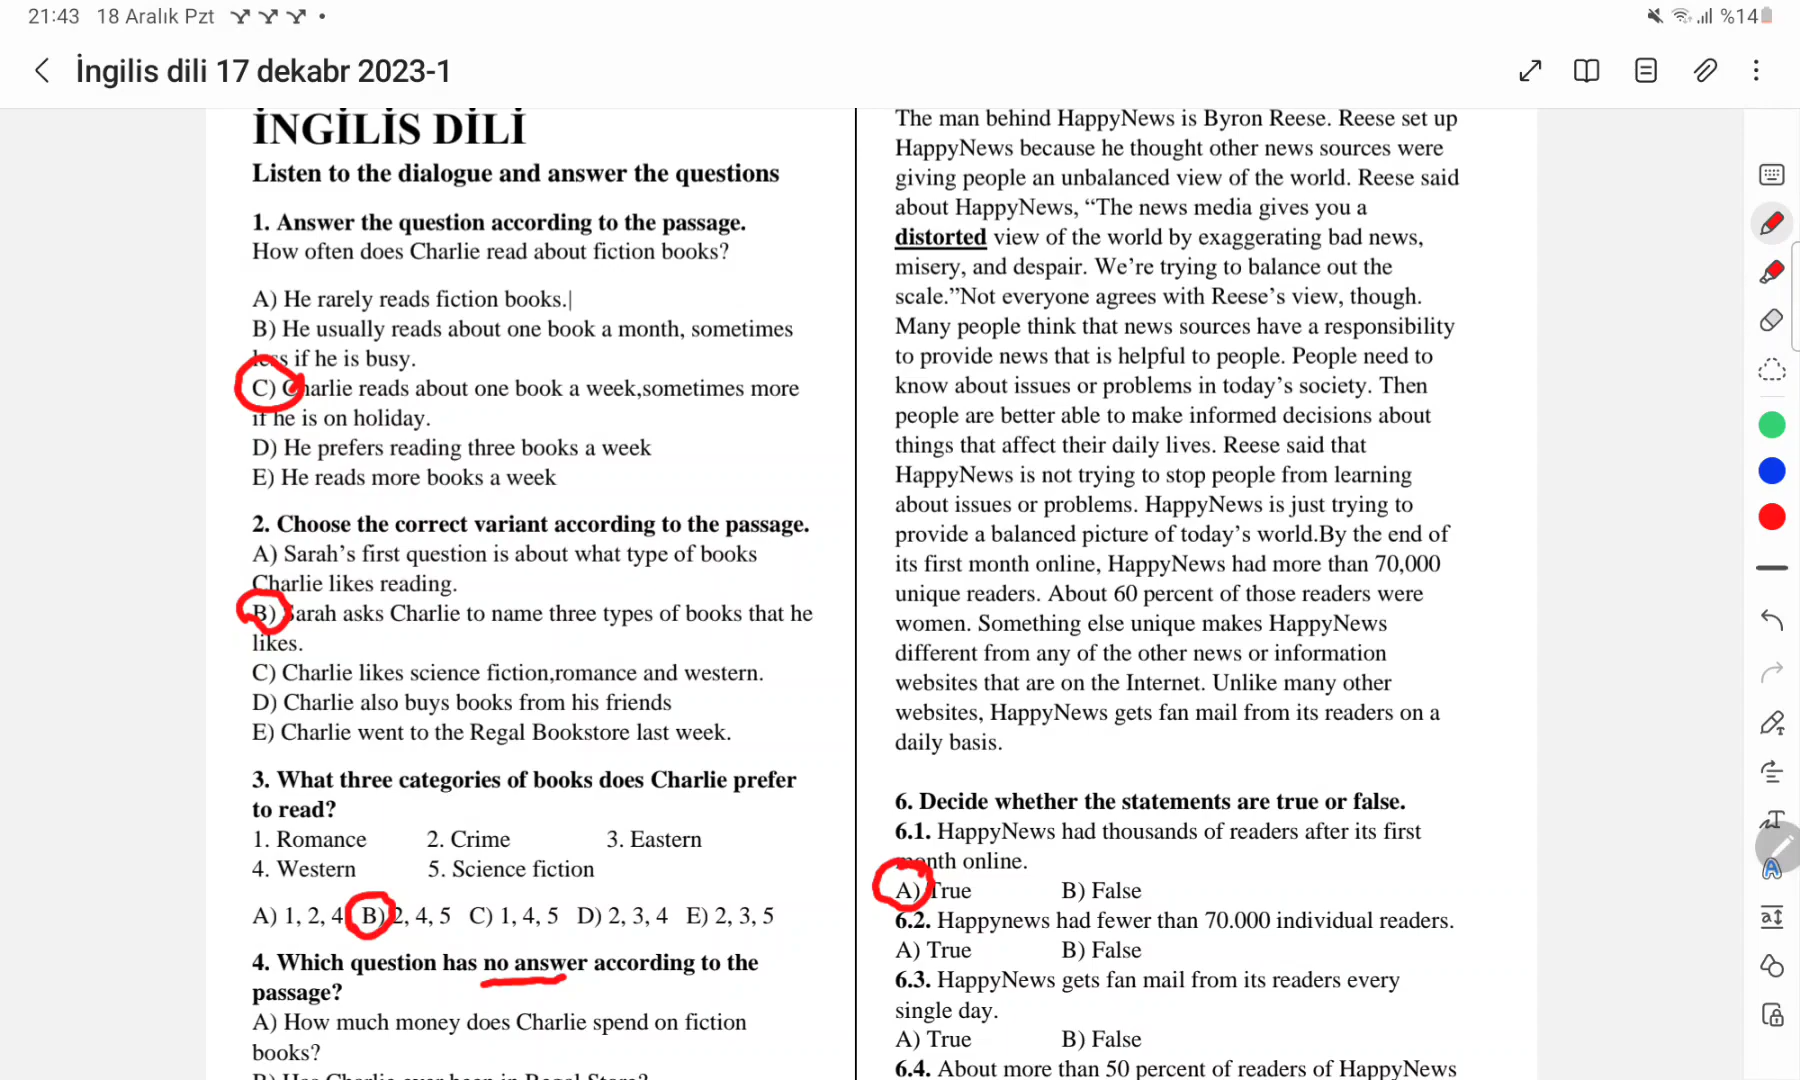 21:43 18 Aralık Pzt
%14
İngilis dili 17 dekabr 2023-1
İNGİLİS DİLİ
Listen to the dialogue and answer the questions
1. Answer the question according to the passage.
How often does Charlie read about fiction books?
A) He rarely reads fiction books.|
B) He usually reads about one book a month, sometimes
less if he is busy.
C) Charlie reads about one book a week,sometimes more
if he is on holiday.
D) He prefers reading three books a week
E) He reads more books a week
2. Choose the correct variant according to the passage.
A) Sarah’s first question is about what type of books
Charlie likes reading.
B) Sarah asks Charlie to name three types of books that he
likes.
C) Charlie likes science fiction,romance and western.
D) Charlie also buys books from his friends
E) Charlie went to the Regal Bookstore last week.
3. What three categories of books does Charlie prefer
to read?
1. Romance 2. Crime 3. Eastern
4. Western 5. Science fiction
A) 1, 2, 4 B) 2, 4, 5 C) 1, 4, 5 D) 2, 3, 4 E) 2, 3, 5
4. Which question has no answer according to the
passage?
A) How much money does Charlie spend on fiction
books?
B) Has Charlie ever been in Regal Store?
The man behind HappyNews is Byron Reese. Reese set up
HappyNews because he thought other news sources were
giving people an unbalanced view of the world. Reese said
about HappyNews, “The news media gives you a
distorted view of the world by exaggerating bad news,
misery, and despair. We’re trying to balance out the
scale.”Not everyone agrees with Reese’s view, though.
Many people think that news sources have a responsibility
to provide news that is helpful to people. People need to
know about issues or problems in today’s society. Then
people are better able to make informed decisions about
things that affect their daily lives. Reese said that
HappyNews is not trying to stop people from learning
about issues or problems. HappyNews is just trying to
provide a balanced picture of today’s world.By the end of
its first month online, HappyNews had more than 70,000
unique readers. About 60 percent of those readers were
women. Something else unique makes HappyNews
different from any of the other news or information
websites that are on the Internet. Unlike many other
websites, HappyNews gets fan mail from its readers on a
daily basis.
6. Decide whether the statements are true or false.
6.1. HappyNews had thousands of readers after its first
month online.
A) True B) False
6.2. Happynews had fewer than 70.000 individual readers.
A) True B) False
6.3. HappyNews gets fan mail from its readers every
single day.
A) True B) False
6.4. About more than 50 percent of readers of HappyNews